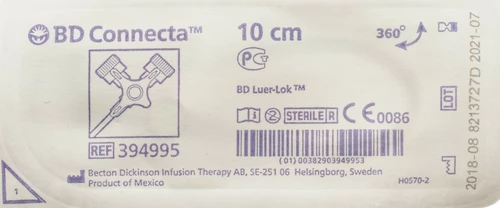 BD Connecta™ 10 cm 360°
BD Luer-Lok™
STERILE R CE 0086
REF 394995
(01)00382903949953
Becton Dickinson Infusion Therapy AB, SE-251 06 Helsingborg, Sweden
Product of Mexico
H0570-2
1
LOT
2018-08 8213727D 2021-07